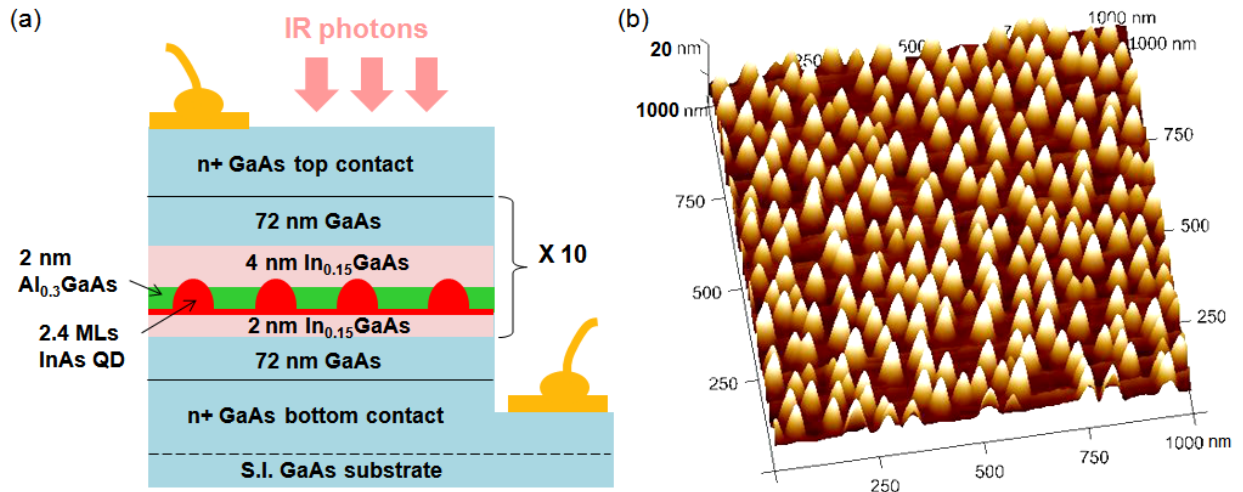 (a)
IR photons
n+ GaAs top contact
72 nm GaAs
4 nm In0.15GaAs
X 10
2 nm
Al0.3GaAs
2.4 MLs
InAs QD
2 nm In0.15GaAs
72 nm GaAs
n+ GaAs bottom contact
S.I. GaAs substrate
(b)
20 nm
1000 nm
750
500
250
250
500
750
1000 nm
250
500
750
1000 nm
1000 nm
500